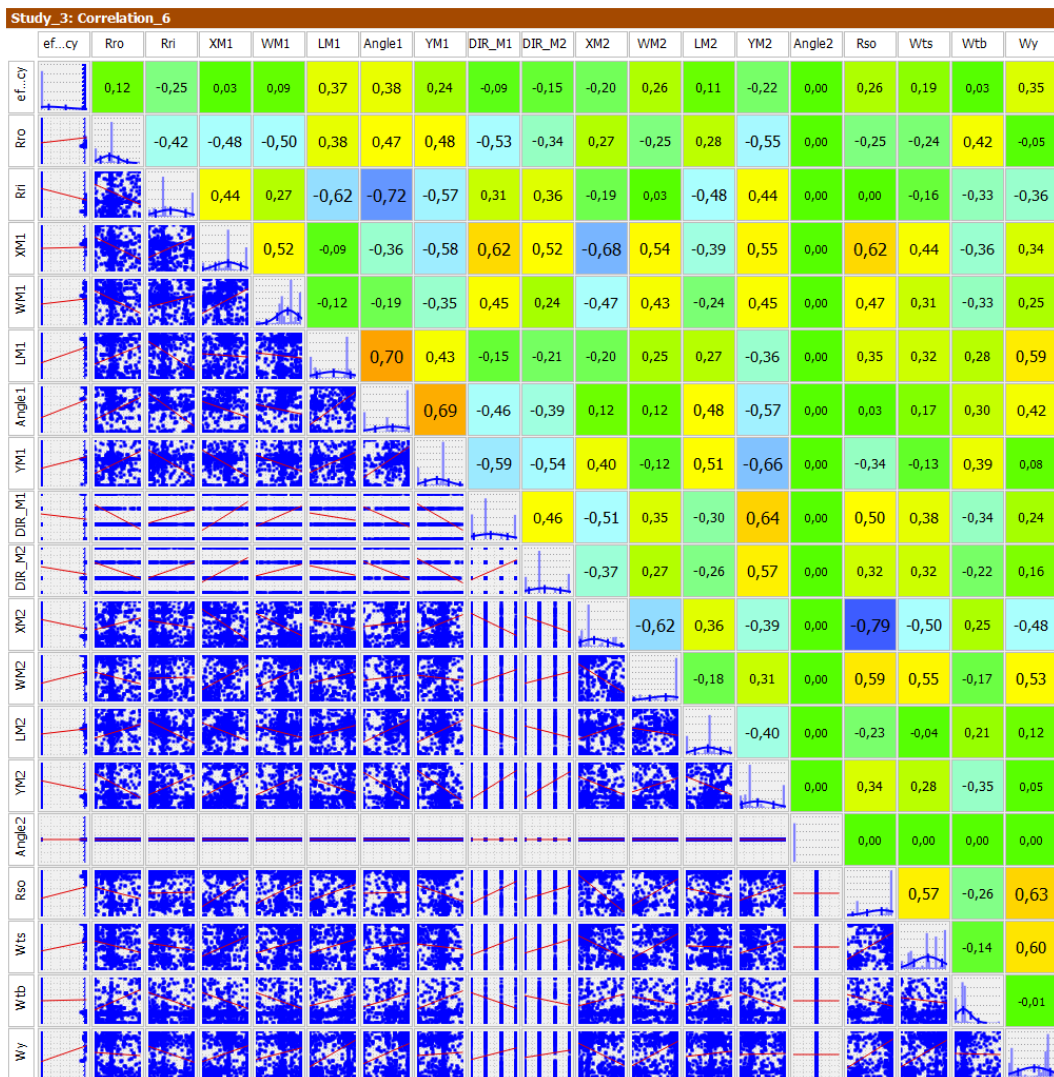 Study_3: Correlation_6
ef...cy Rro Rri XM1 WM1 LM1 Angle1 YM1 DIR_M1 DIR_M2 XM2 WM2 LM2 YM2 Angle2 Rso Wts Wtb Wy
ef...cy 0,12 -0,25 0,03 0,09 0,37 0,38 0,24 -0,09 -0,15 -0,20 0,26 0,11 -0,22 0,00 0,26 0,19 0,03 0,35
Rro -0,42 -0,48 -0,50 0,38 0,47 0,48 -0,53 -0,34 0,27 -0,25 0,28 -0,55 0,00 -0,25 -0,24 0,42 -0,05
Rri 0,44 0,27 -0,62 -0,72 -0,57 0,31 0,36 -0,19 0,03 -0,48 0,44 0,00 0,00 -0,16 -0,33 -0,36
XM1 0,52 -0,09 -0,36 -0,58 0,62 0,52 -0,68 0,54 -0,39 0,55 0,00 0,62 0,44 -0,36 0,34
WM1 -0,12 -0,19 -0,35 0,45 0,24 -0,47 0,43 -0,24 0,45 0,00 0,47 0,31 -0,33 0,25
LM1 0,70 0,43 -0,15 -0,21 -0,20 0,25 0,27 -0,36 0,00 0,35 0,32 0,28 0,59
Angle1 0,69 -0,46 -0,39 0,12 0,12 0,48 -0,57 0,00 0,03 0,17 0,30 0,42
YM1 -0,59 -0,54 0,40 -0,12 0,51 -0,66 0,00 -0,34 -0,13 0,39 0,08
DIR_M1 0,46 -0,51 0,35 -0,30 0,64 0,00 0,50 0,38 -0,34 0,24
DIR_M2 -0,37 0,27 -0,26 0,57 0,00 0,32 0,32 -0,22 0,16
XM2 -0,62 0,36 -0,39 0,00 -0,79 -0,50 0,25 -0,48
WM2 -0,18 0,31 0,00 0,59 0,55 -0,17 0,53
LM2 -0,40 0,00 -0,23 -0,04 0,21 0,12
YM2 0,00 0,34 0,28 -0,35 0,05
Angle2 0,00 0,00 0,00 0,00
Rso 0,57 -0,26 0,63
Wts -0,14 0,60
Wtb -0,01
Wy